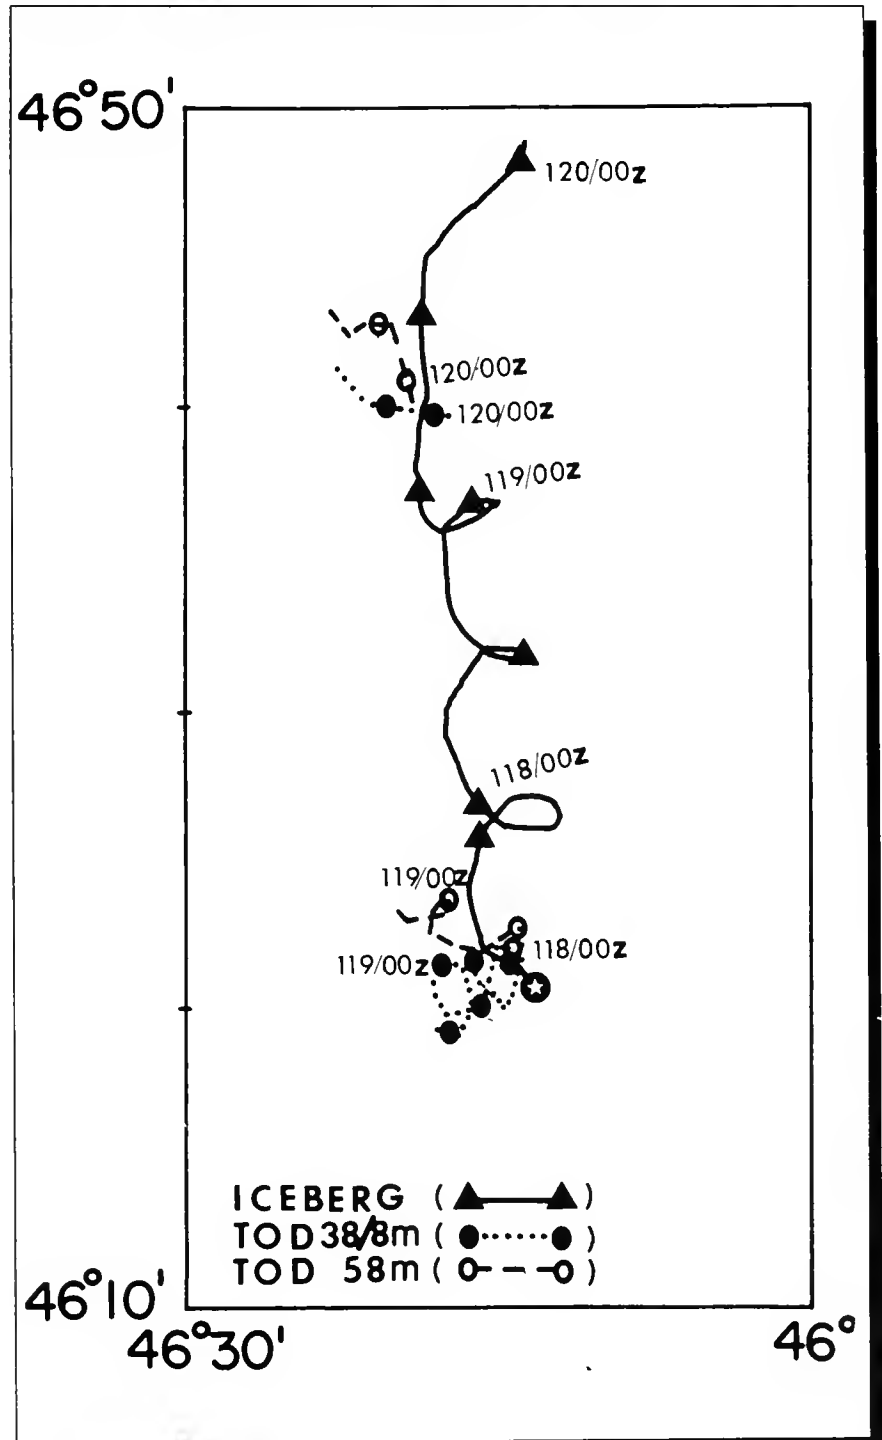 46°50'
120/00z
120/00z
120/00z
119/00z
118/00z
119/00z
118/00z
119/00z
ICEBERG ( )
TOD 38/8m ( )
TOD 58m ( )
46°10'
46°30'
46°